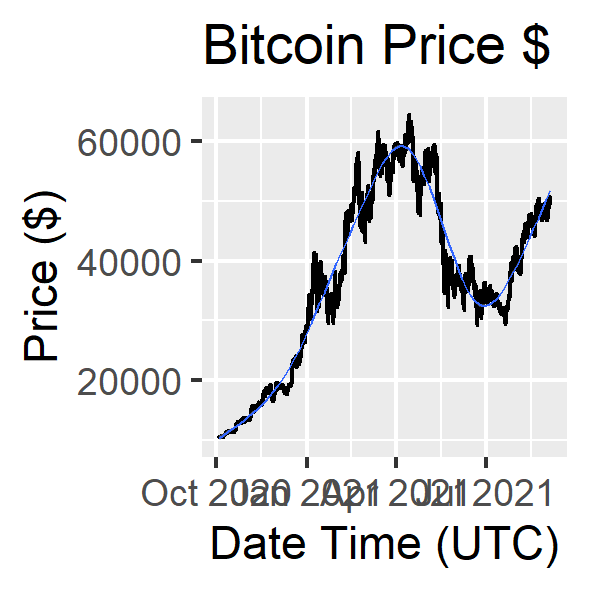 Bitcoin Price $
Price ($)
60000
40000
20000
Oct 2020 Jan 2021 Apr 2021 Jul 2021
Date Time (UTC)